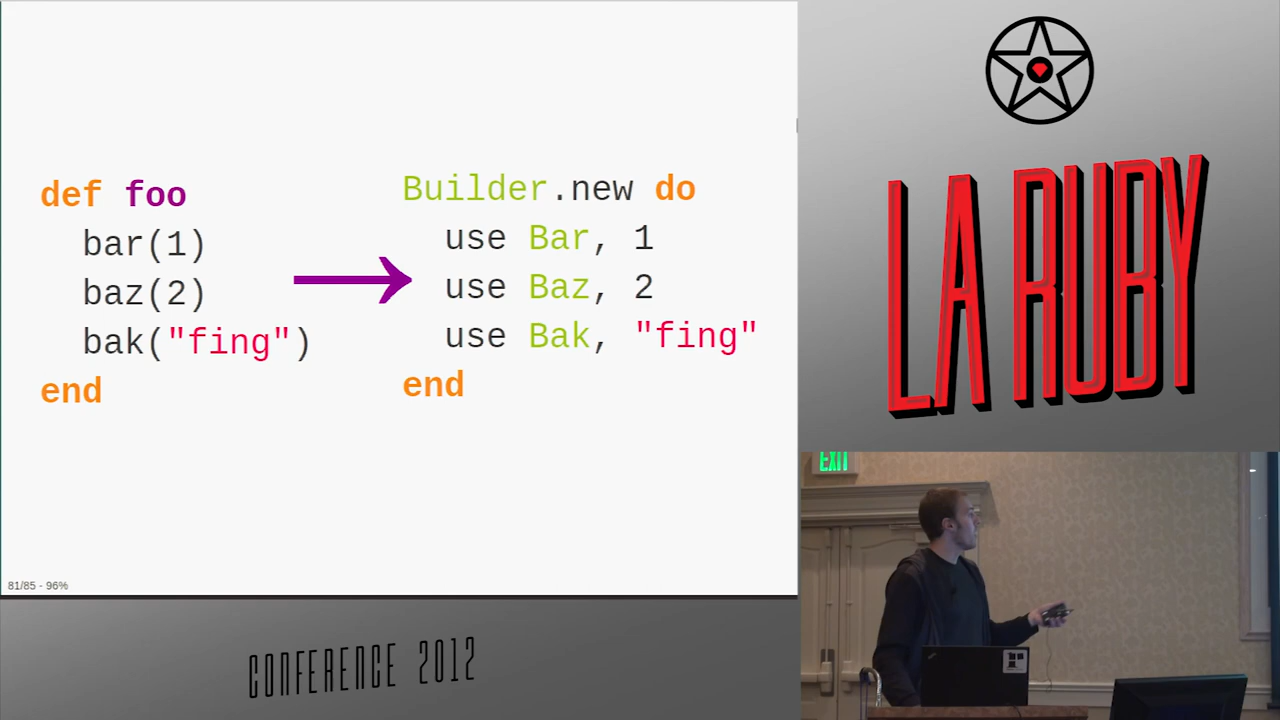 def foo
  bar(1)
  baz(2)
  bak("fing")
end
Builder.new do
  use Bar, 1
  use Baz, 2
  use Bak, "fing"
end
81/85 - 96%
LA RUBY
CONFERENCE 2012
EXIT